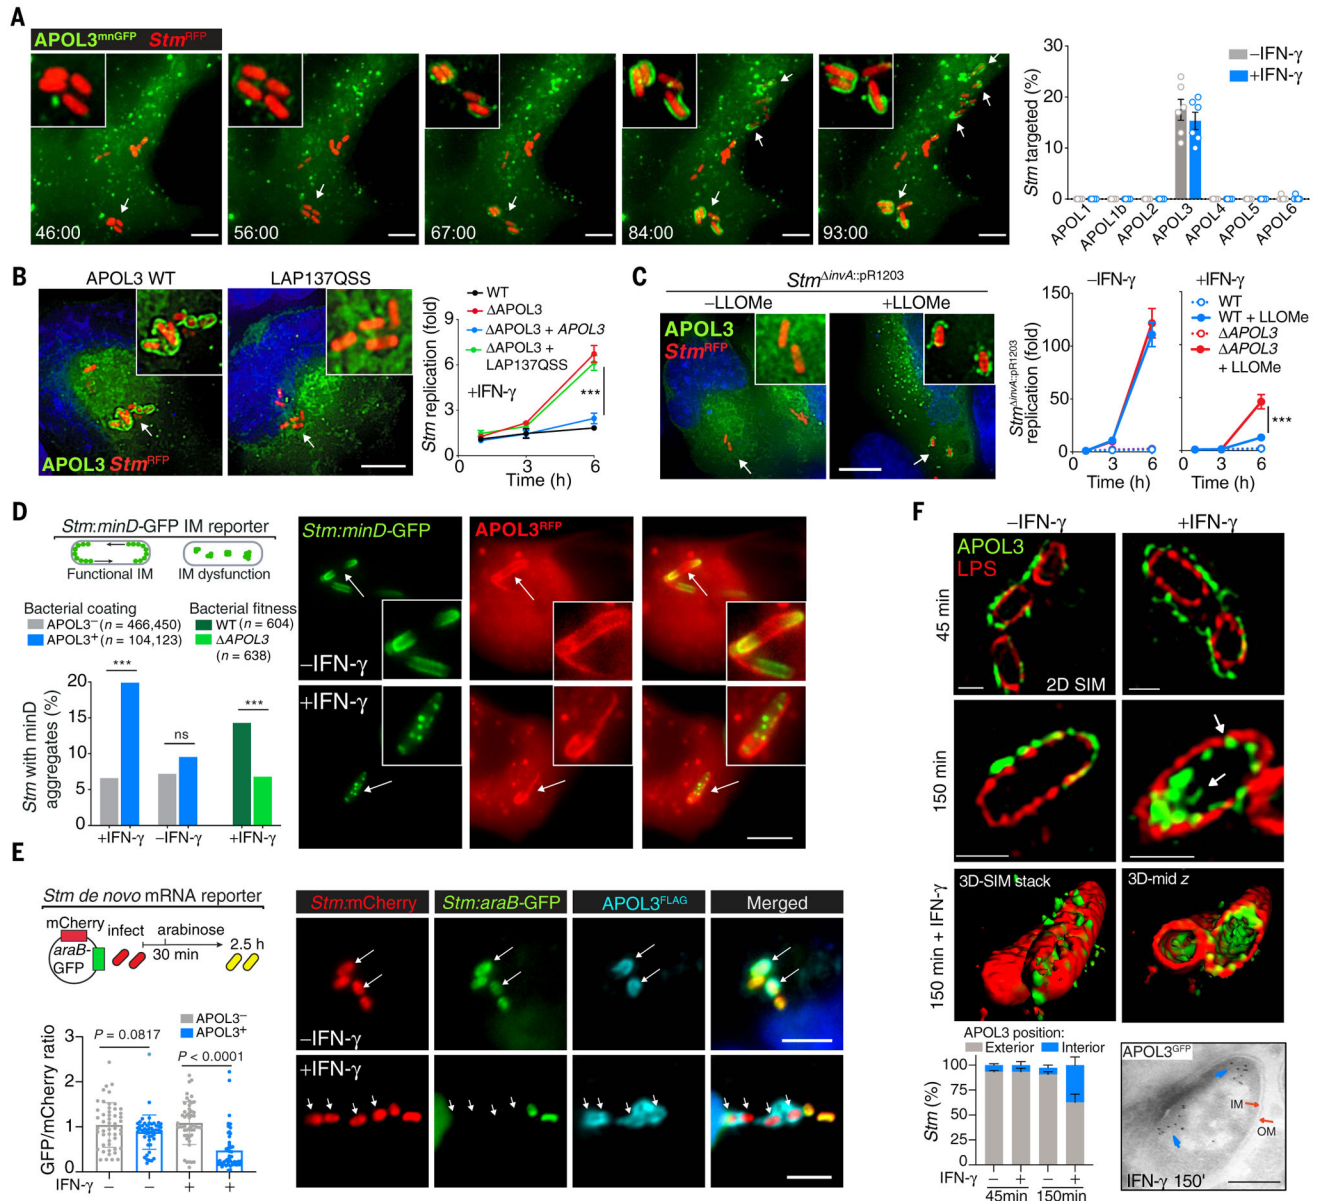 A
APOL3mnGFP StmRFP
46:00
56:00
67:00
84:00
93:00
Stm targeted (%)
30
20
10
0
−IFN-γ
+IFN-γ
APOL1
APOL1b
APOL2
APOL3
APOL4
APOL5
APOL6
B
APOL3 WT
LAP137QSS
APOL3 StmRFP
Stm replication (fold)
9
6
3
0
WT
ΔAPOL3
ΔAPOL3 + APOL3
ΔAPOL3 +
LAP137QSS
+IFN-γ
***
0 3 6
Time (h)
C
StmΔinvA::pR1203
−LLOMe
+LLOMe
APOL3
StmRFP
StmΔinvA::pR1203
replication (fold)
150
100
50
0
−IFN-γ
+IFN-γ
WT
WT + LLOMe
ΔAPOL3
ΔAPOL3
+ LLOMe
***
0 3 6
Time (h)
0 3 6
Time (h)
D
Stm:minD-GFP IM reporter
Functional IM
IM dysfunction
Bacterial coating
APOL3− (n = 466,450)
APOL3+ (n = 104,123)
Bacterial fitness
WT (n = 604)
ΔAPOL3
(n = 638)
Stm with minD
aggregates (%)
20
15
10
5
0
***
ns
***
+IFN-γ
−IFN-γ
+IFN-γ
Stm:minD-GFP
APOL3RFP
−IFN-γ
+IFN-γ
E
Stm de novo mRNA reporter
mCherry
araB-
GFP
infect
arabinose
30 min
2.5 h
APOL3−
APOL3+
P = 0.0817
P < 0.0001
GFP/mCherry ratio
3
2
1
0
IFN-γ − − + +
Stm:mCherry
Stm:araB-GFP
APOL3FLAG
Merged
−IFN-γ
+IFN-γ
F
−IFN-γ
+IFN-γ
APOL3
LPS
45 min
2D SIM
150 min
150 min + IFN-γ
3D-SIM stack
3D-mid z
APOL3 position:
Exterior
Interior
Stm (%)
100
75
50
25
0
IFN-γ − + − +
45min
150min
APOL3GFP
IM
OM
IFN-γ 150'